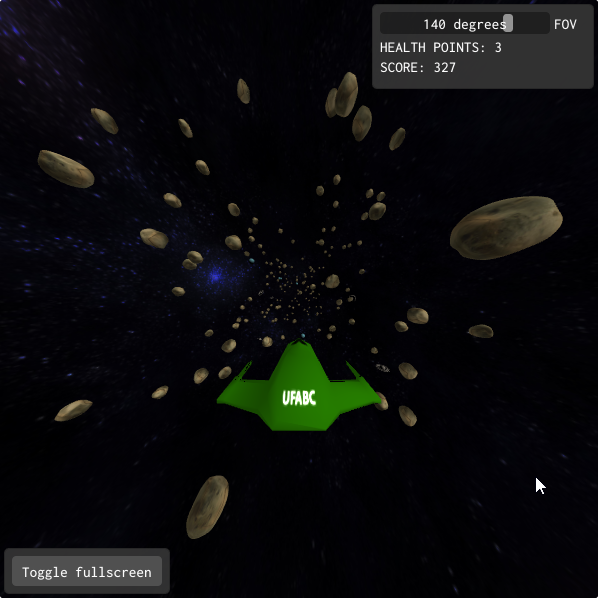 140 degrees FOV
HEALTH POINTS: 3
SCORE: 327
UFABC
Toggle fullscreen